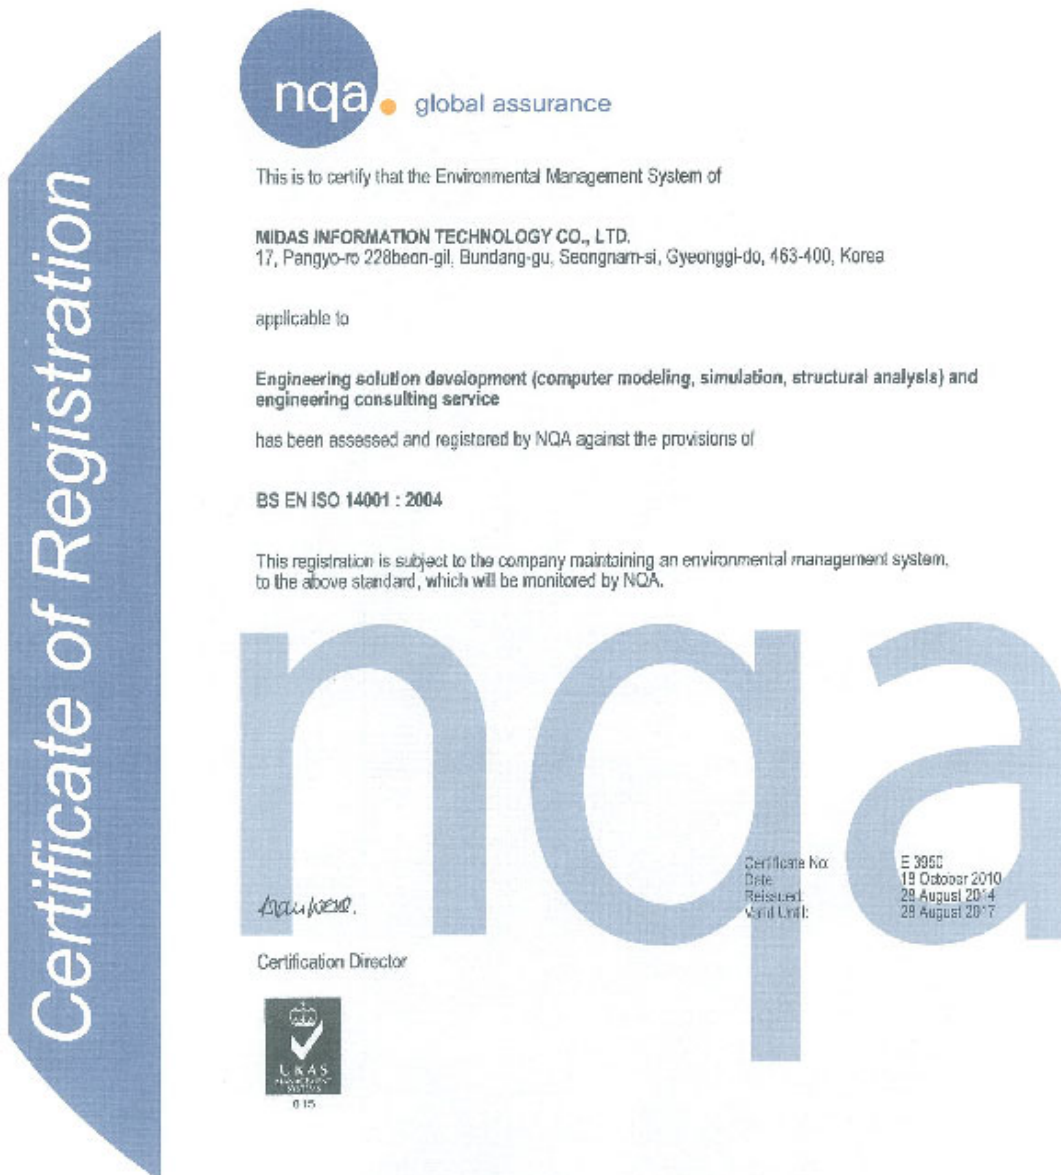 Certificate of Registration
nqa.
global assurance
This is to certify that the Environmental Management System of
MIDAS INFORMATION TECHNOLOGY CO., LTD.
17, Pangyo-ro 228beon-gil, Bundang-gu, Seongnam-si, Gyeonggi-do, 463-400, Korea
applicable to
Engineering solution development (computer modeling, simulation, structural analysis) and
engineering consulting service
has been assessed and registered by NQA against the provisions of
BS EN ISO 14001 : 2004
This registration is subject to the company maintaining an environmental management system,
to the above standard, which will be monitored by NQA.
nqa
Certificate No: E 3950
Date: 18 October 2010
Reissued: 28 August 2014
Valid Until: 28 August 2017
Certification Director
UKAS
MANAGEMENT
SYSTEMS
015